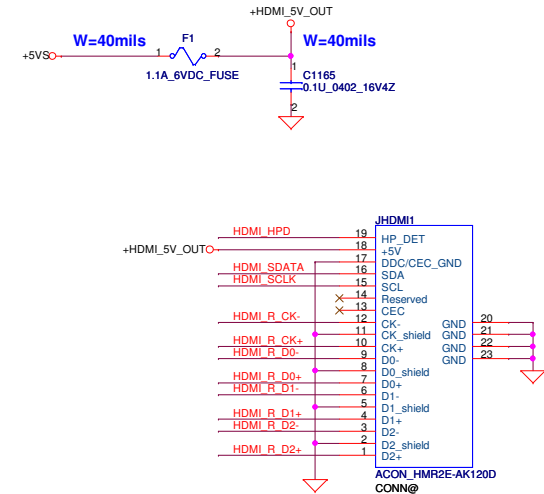 +HDMI_5V_OUT
W=40mils
F1
W=40mils
+5VS
1
2
1.1A_6VDC_FUSE
1
C1165
0.1U_0402_16V4Z
2
JHDMI1
HDMI_HPD 19 HP_DET
+HDMI_5V_OUT 18 +5V
17 DDC/CEC_GND
HDMI_SDATA 16 SDA
HDMI_SCLK 15 SCL
14 Reserved
13 CEC
HDMI_R_CK- 12 CK- GND 20
11 CK_shield GND 21
HDMI_R_CK+ 10 CK+ GND 22
HDMI_R_D0- 9 D0- GND 23
8 D0_shield
HDMI_R_D0+ 7 D0+
HDMI_R_D1- 6 D1-
5 D1_shield
HDMI_R_D1+ 4 D1+
HDMI_R_D2- 3 D2-
2 D2_shield
HDMI_R_D2+ 1 D2+
ACON_HMR2E-AK120D
CONN@